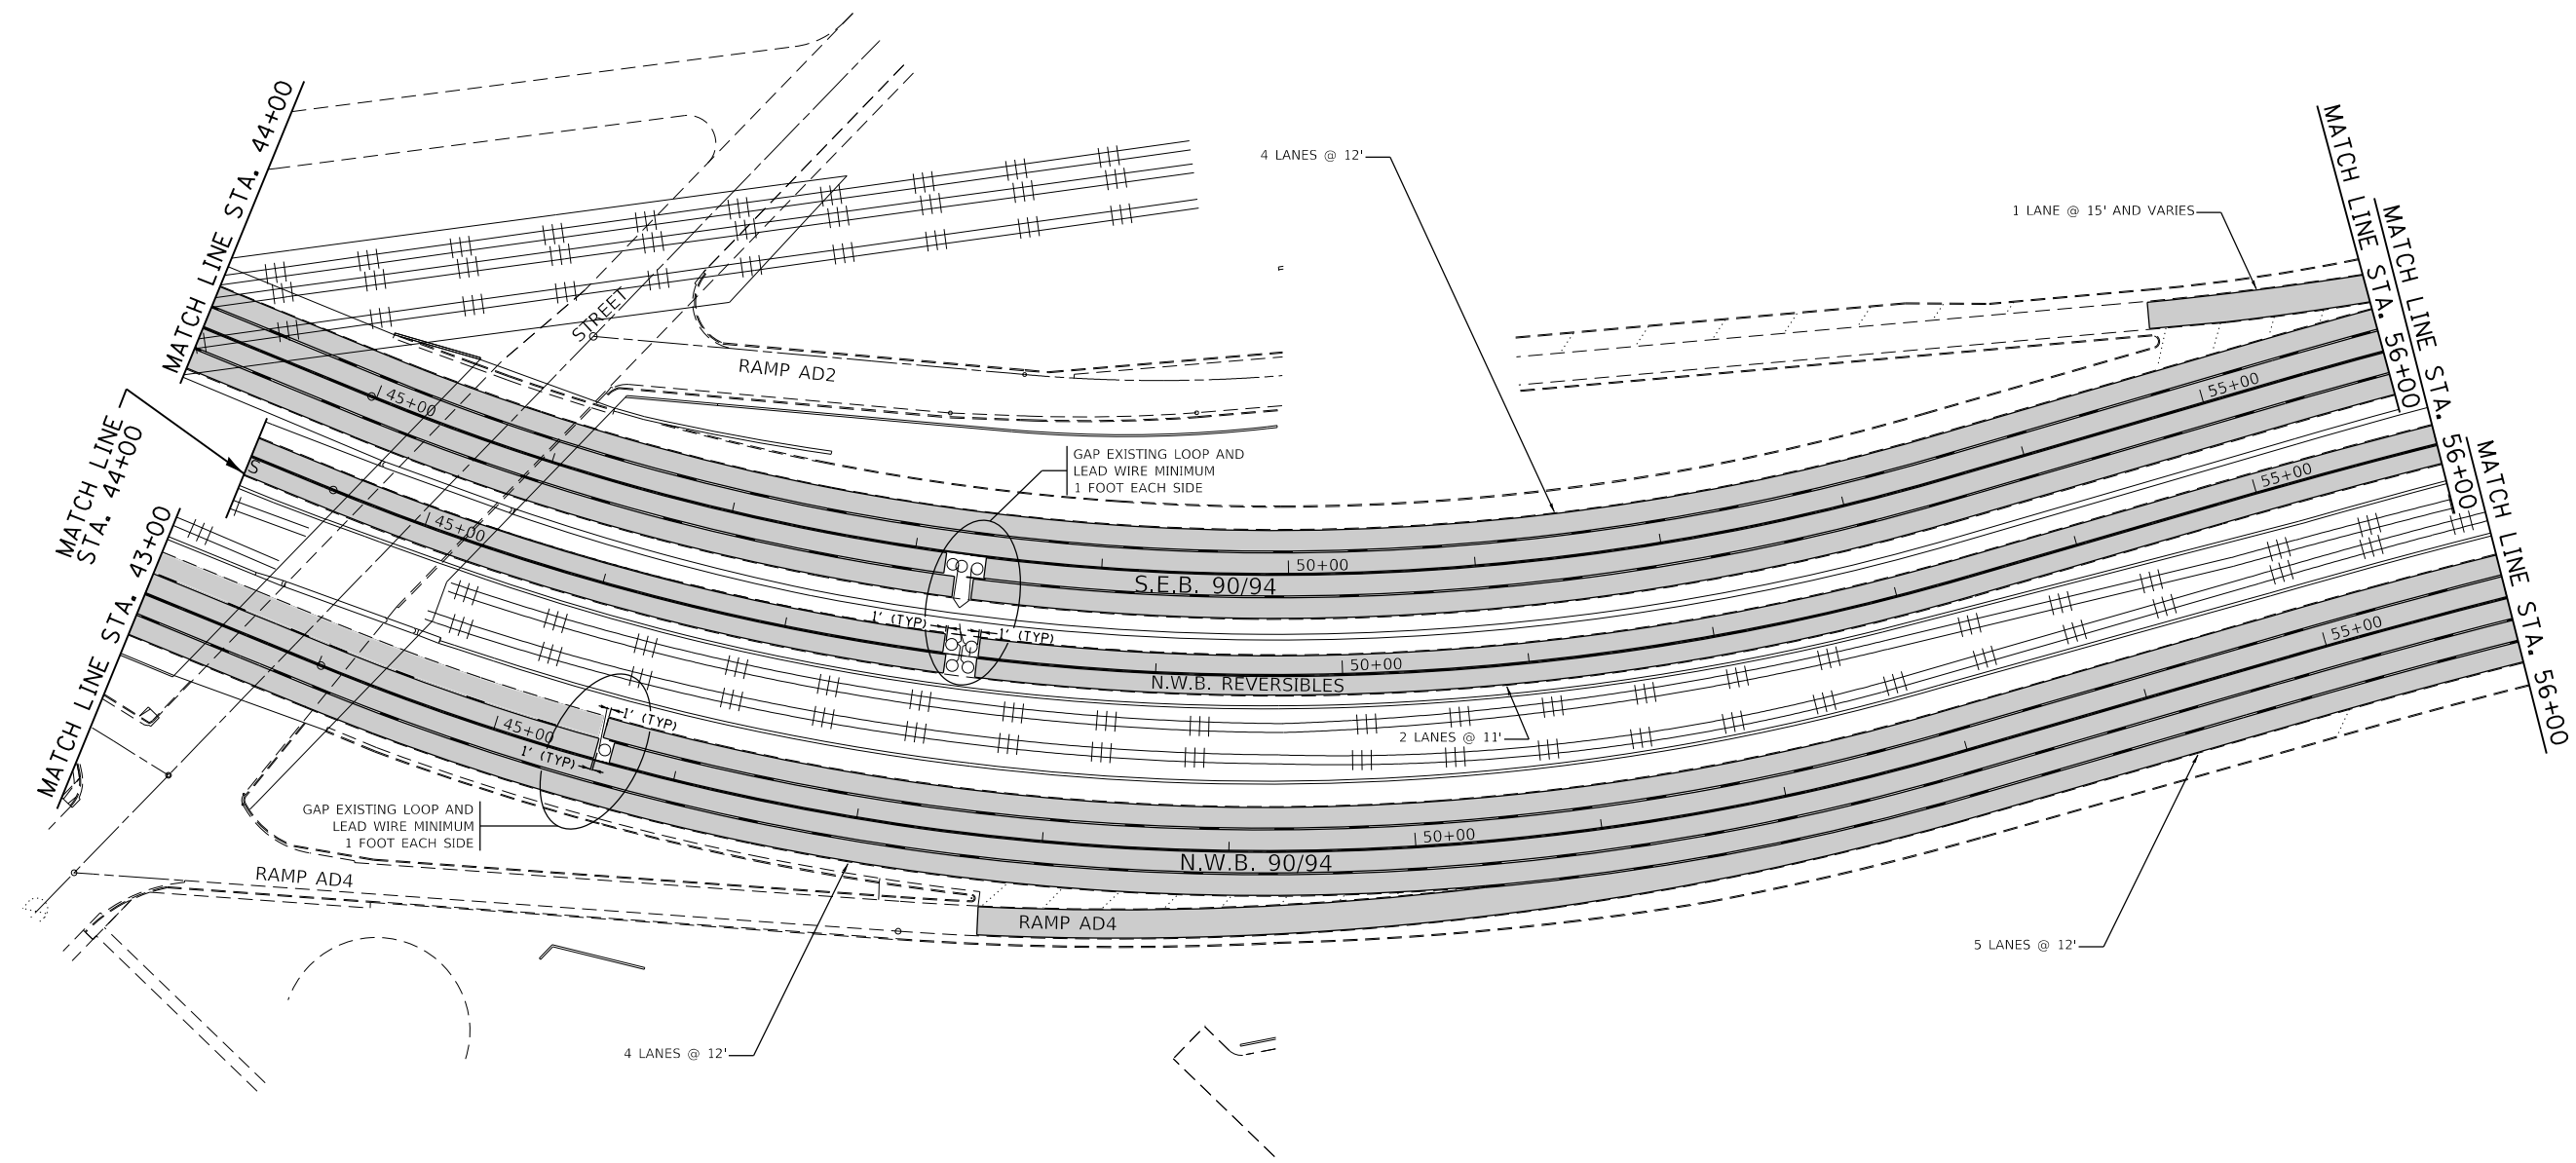 MATCH LINE STA. 44+00
4 LANES @ 12'
1 LANE @ 15' AND VARIES
MATCH LINE STA. 56+00
MATCH LINE STA. 56+00
MATCH LINE STA. 56+00
STREET
RAMP AD2
45+00
55+00
MATCH LINE
STA. 44+00
S
GAP EXISTING LOOP AND
LEAD WIRE MINIMUM
1 FOOT EACH SIDE
45+00
55+00
50+00
S.E.B. 90/94
MATCH LINE STA. 43+00
1' (TYP)
1' (TYP)
50+00
N.W.B. REVERSIBLES
55+00
1' (TYP)
45+00
1' (TYP)
2 LANES @ 11'
GAP EXISTING LOOP AND
LEAD WIRE MINIMUM
1 FOOT EACH SIDE
50+00
N.W.B. 90/94
RAMP AD4
RAMP AD4
5 LANES @ 12'
4 LANES @ 12'